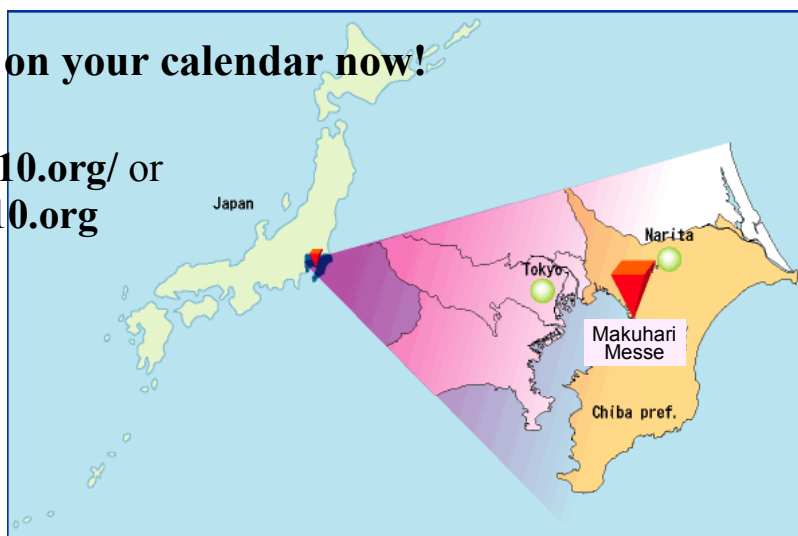 on your calendar now!
10.org/ or
10.org
Japan
Narita
Tokyo
Makuhari
Messe
Chiba pref.